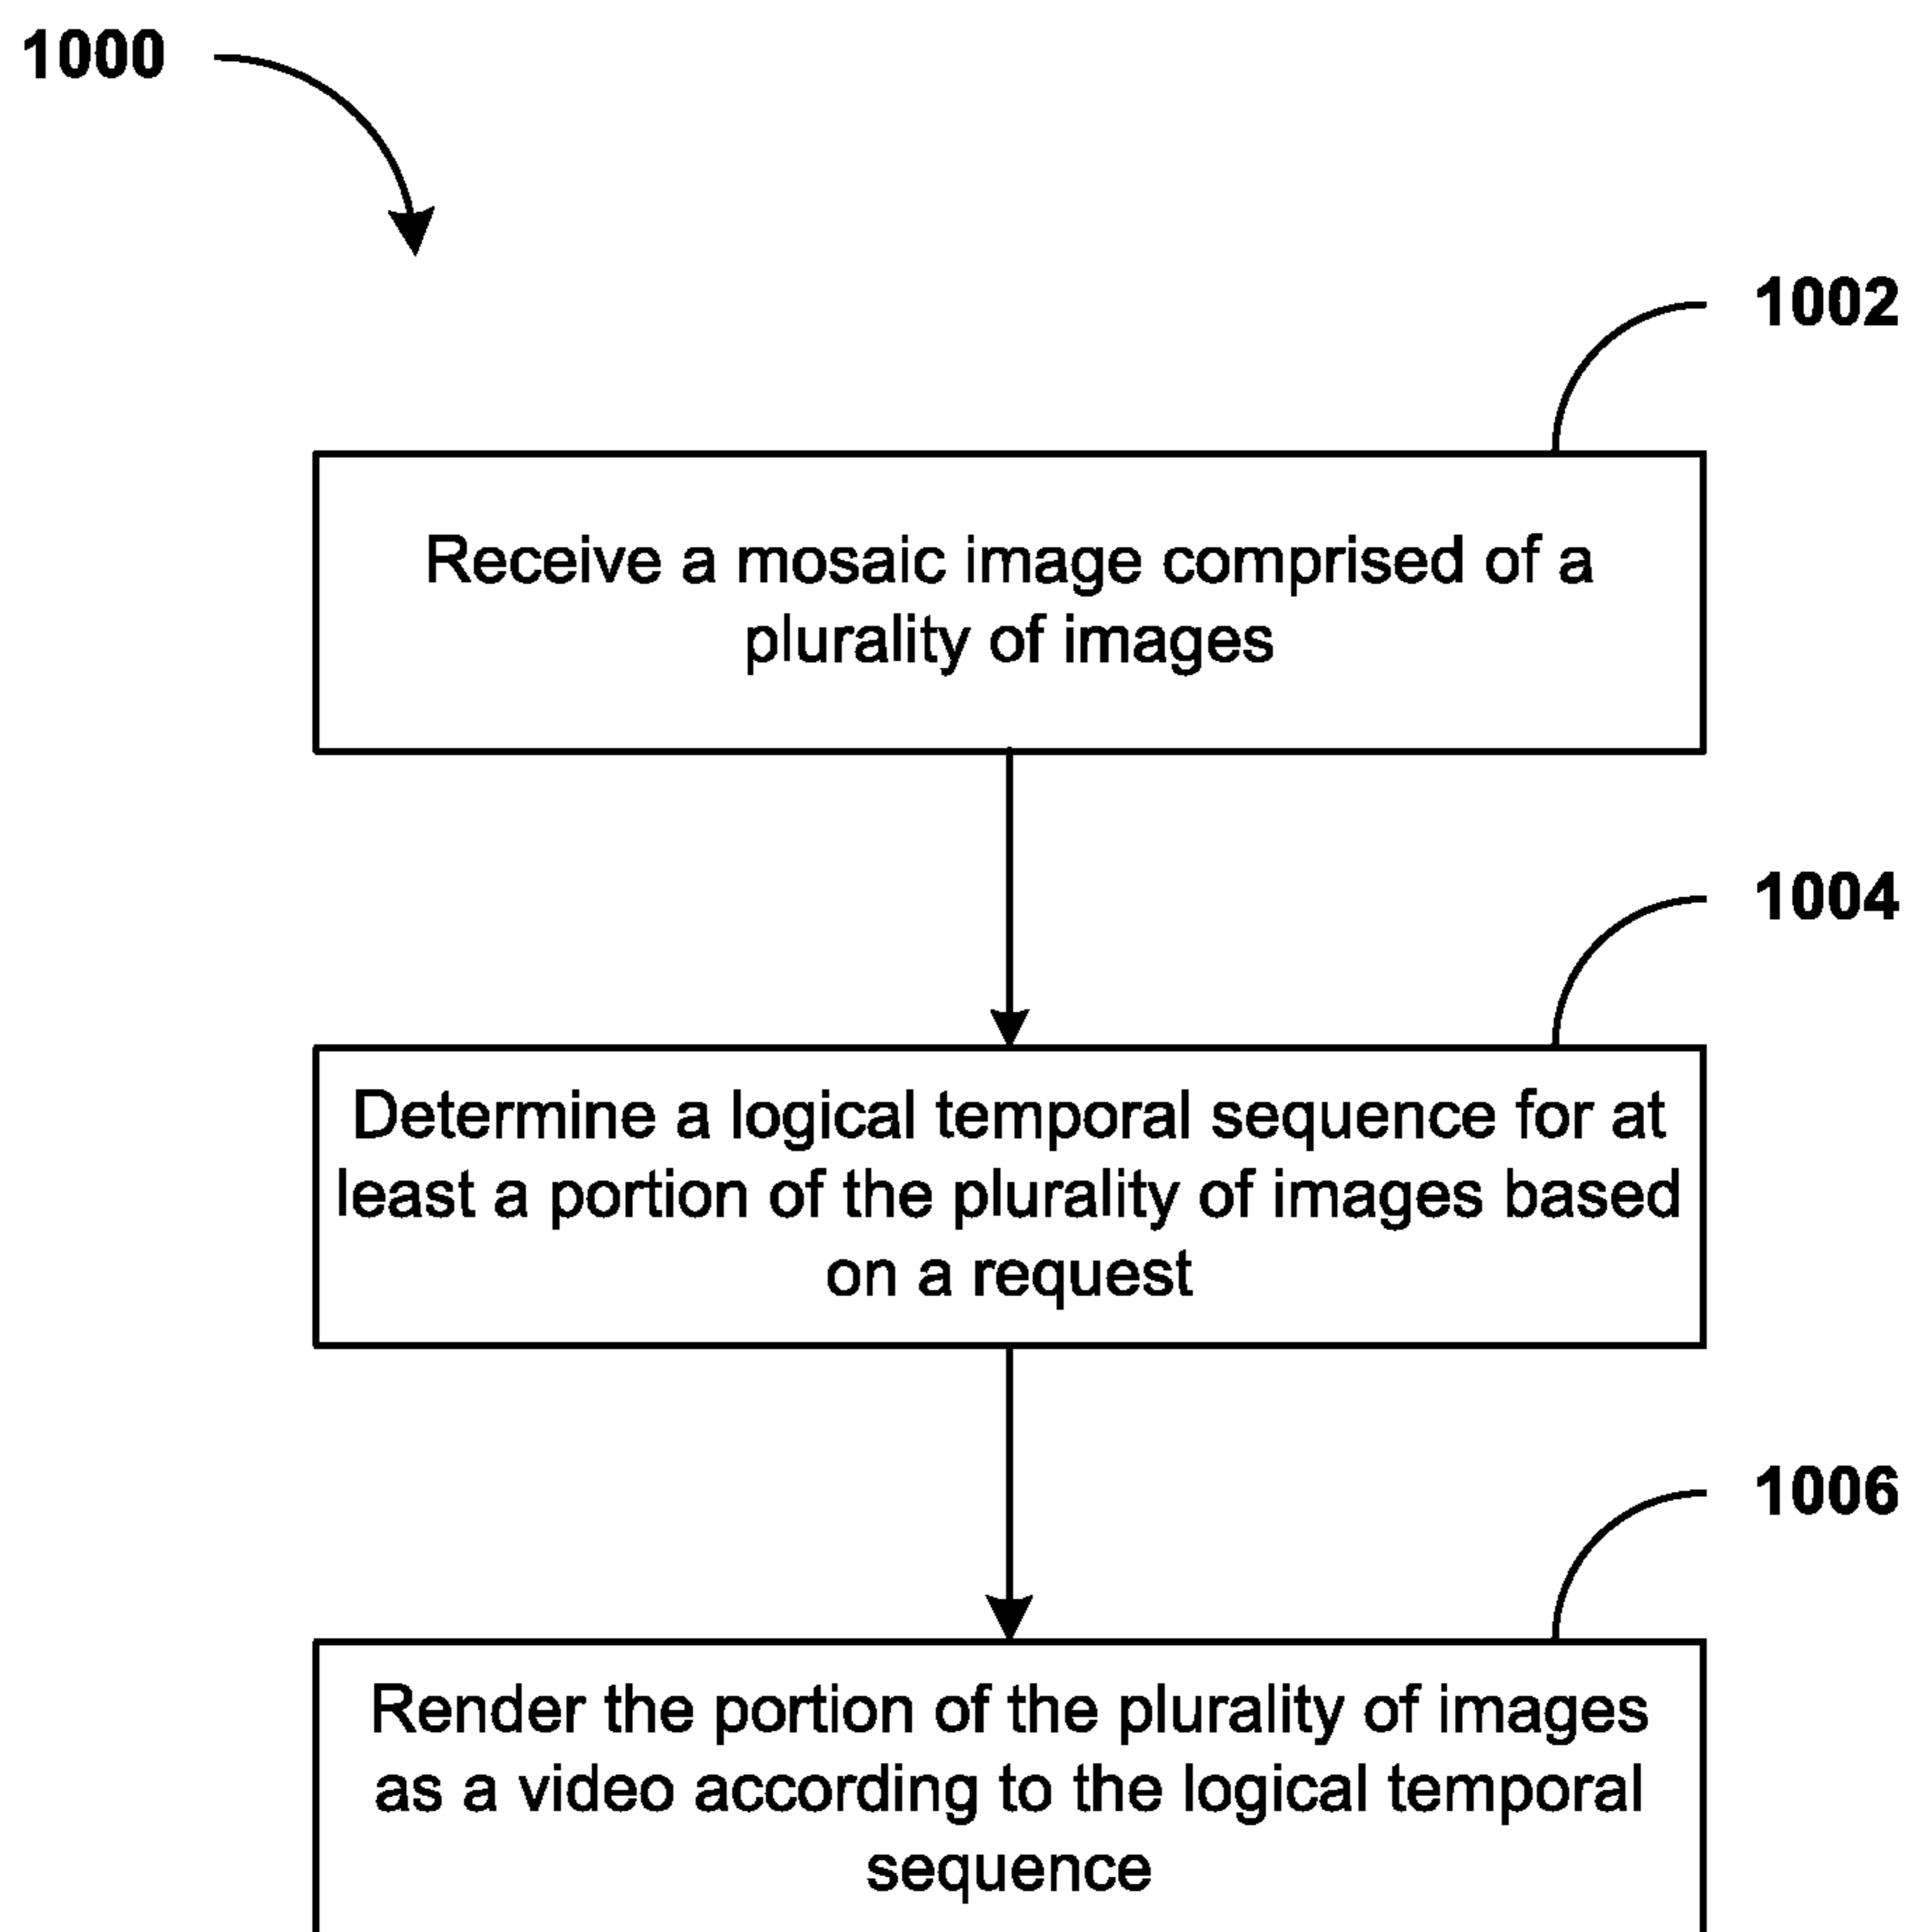 1000
1002
Receive a mosaic image comprised of a
plurality of images
1004
Determine a logical temporal sequence for at
least a portion of the plurality of images based
on a request
1006
Render the portion of the plurality of images
as a video according to the logical temporal
sequence